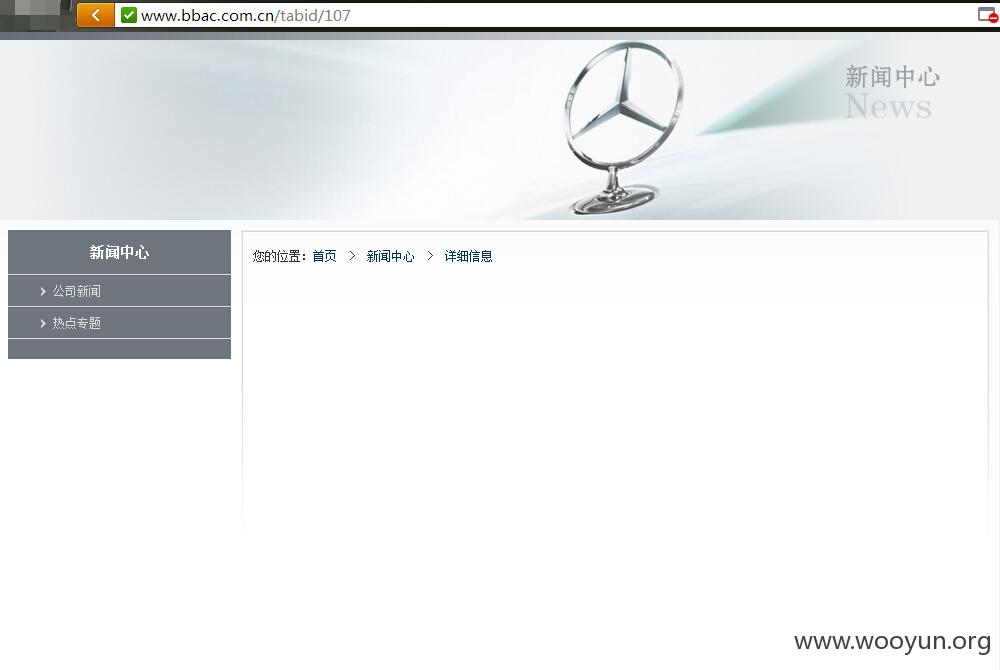 www.bbac.com.cn/tabid/107
新闻中心
News
新闻中心
公司新闻
热点专题
您的位置：首页 > 新闻中心 > 详细信息
www.wooyun.org